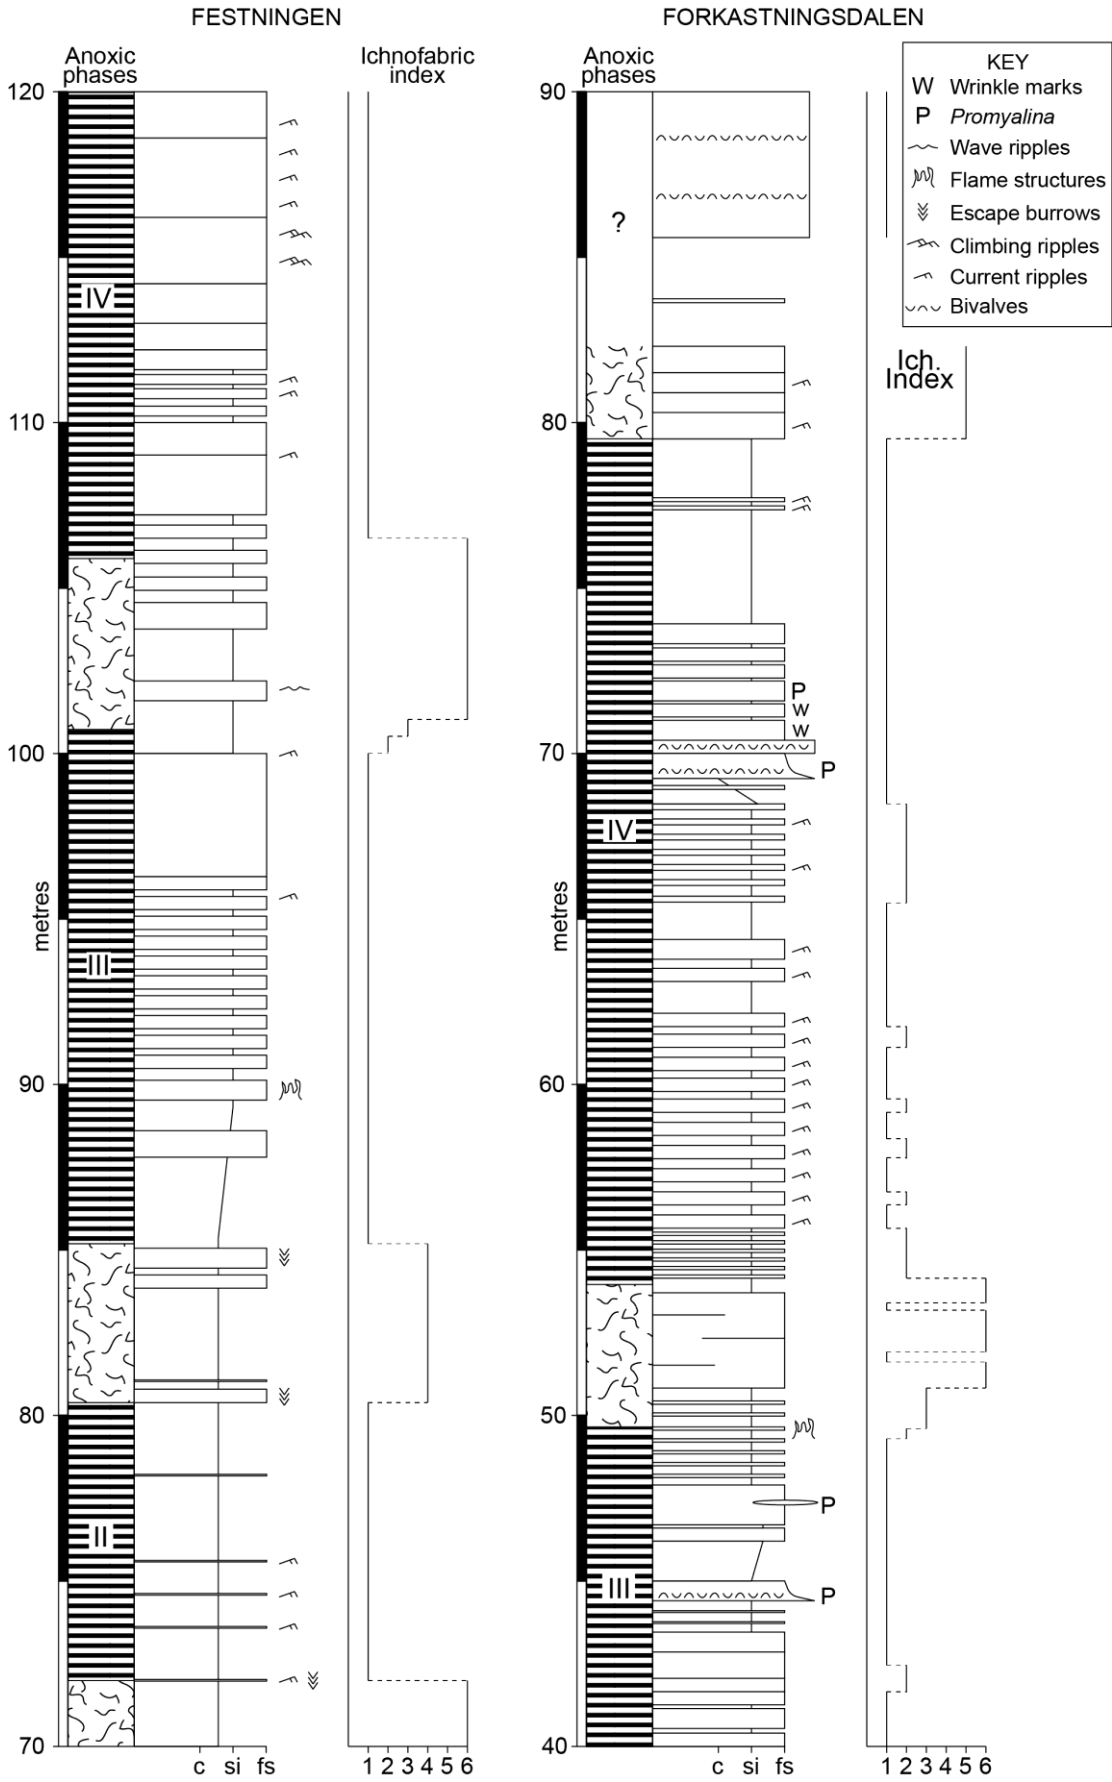 FESTNINGEN
FORKASTNINGSDALEN
Anoxic
phases
Ichnofabric
index
120
110
100
90
80
70
metres
IV
III
II
c si fs
1 2 3 4 5 6
Anoxic
phases
90
80
70
60
50
40
metres
?
IV
III
P
W
W
P
P
P
c si fs
Ich.
Index
1 2 3 4 5 6
KEY
W Wrinkle marks
P Promyalina
Wave ripples
Flame structures
Escape burrows
Climbing ripples
Current ripples
Bivalves